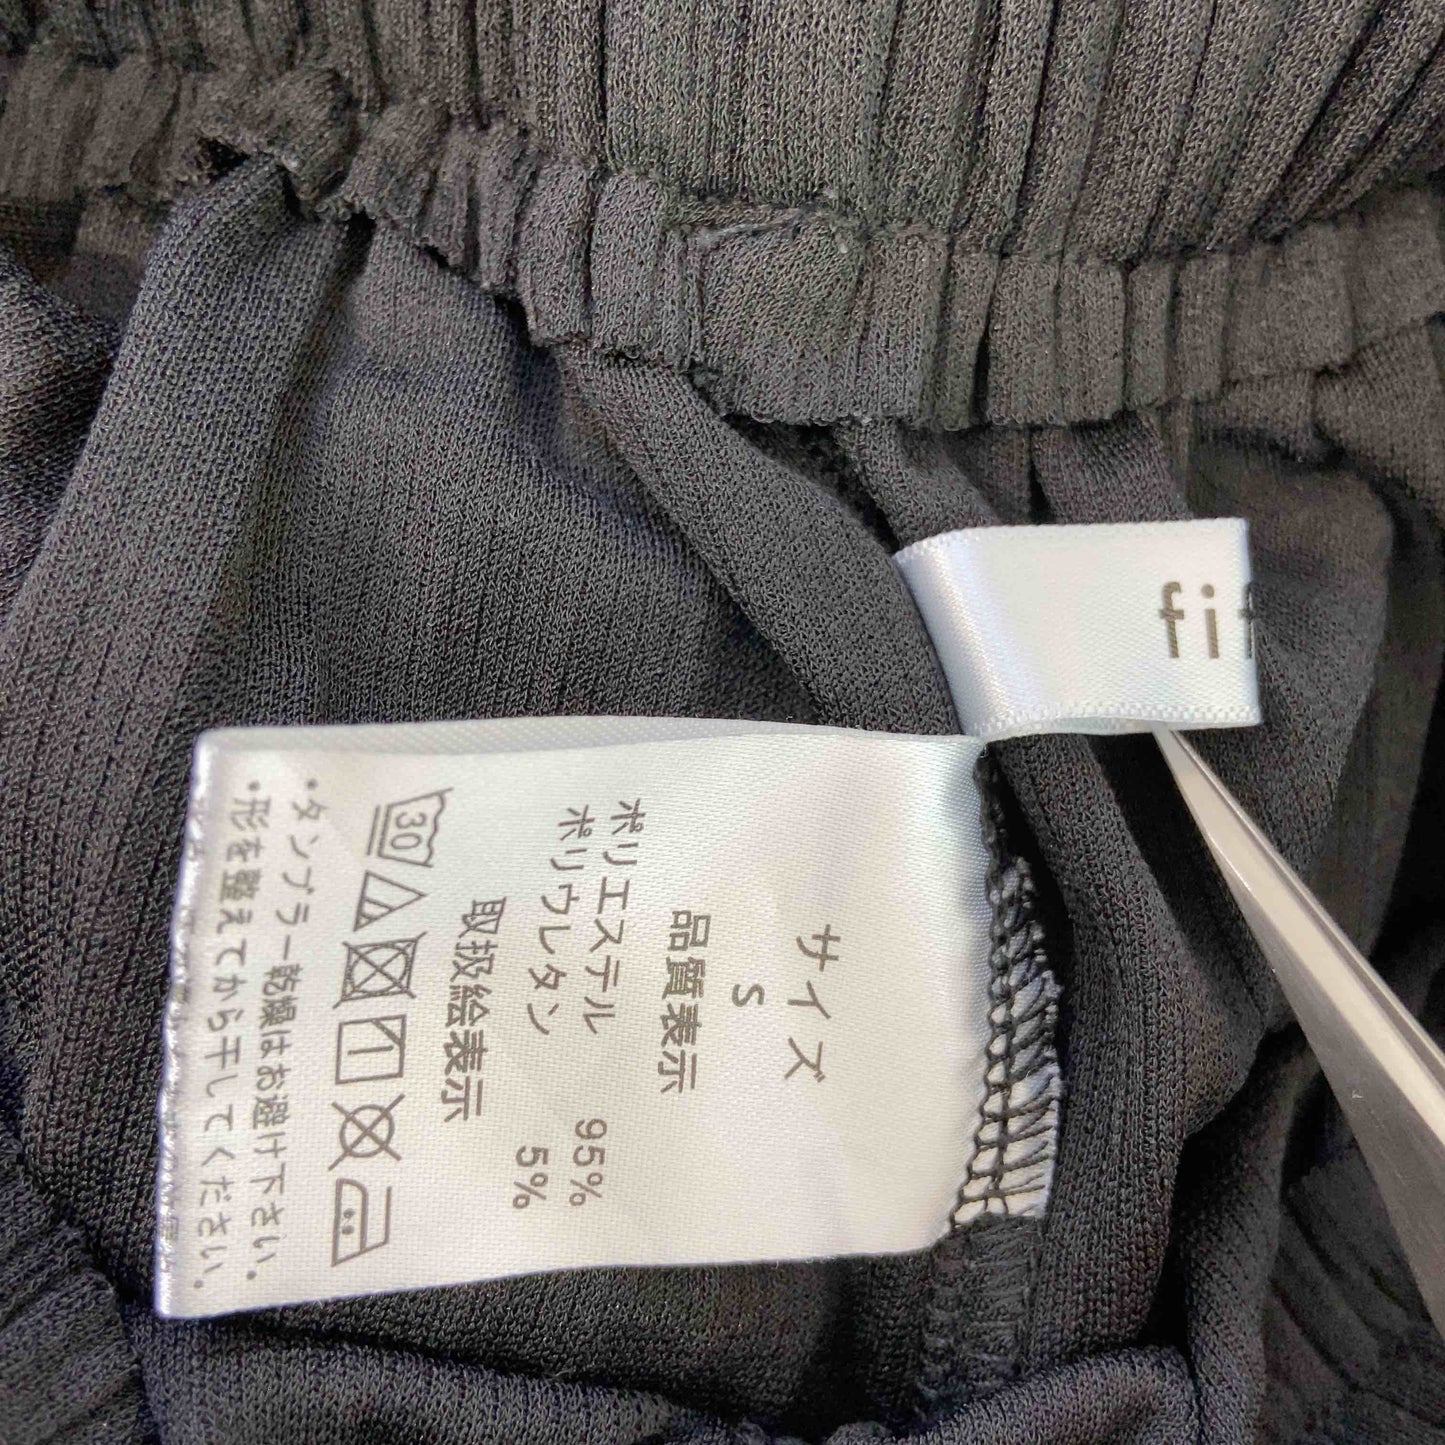 fit
サイズ
S
品質表示
ポリエステル 95%
ポリウレタン 5%
取扱絵表示
30
・タンブラー乾燥はお避け下さい.
・形を整えてから干してください.